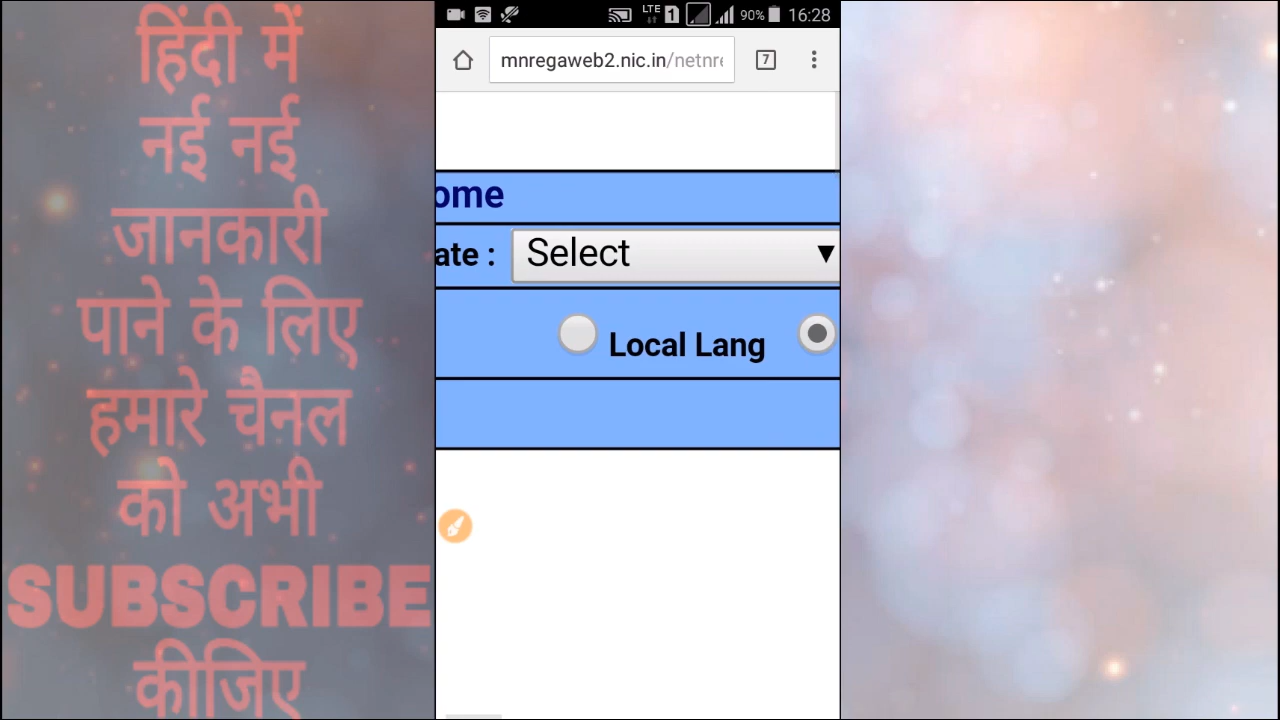 हिंदी में
नई नई
जानकारी
पाने के लिए
हमारे चैनल
को अभी
SUBSCRIBE
कीजिए
LTE 1 90% 16:28
mnregaweb2.nic.in/netnre
7
ome
ate : Select
Local Lang